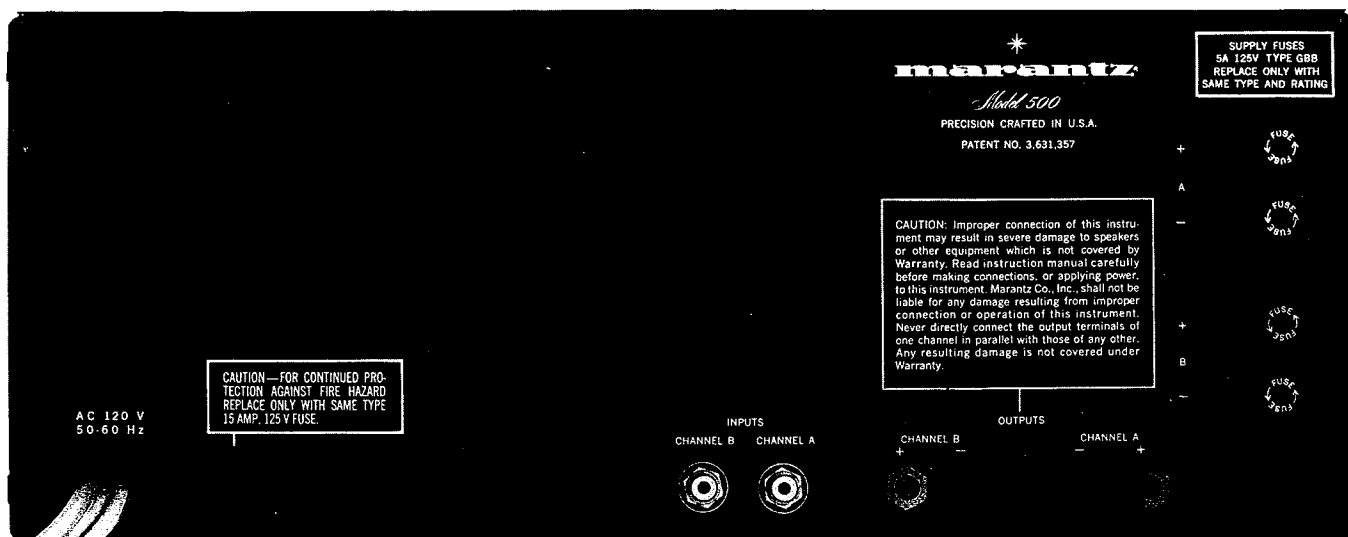 marantz
Model 500
PRECISION CRAFTED IN U.S.A.
PATENT NO. 3,631,357
SUPPLY FUSES
5A 125V TYPE GBB
REPLACE ONLY WITH
SAME TYPE AND RATING
+
FUSE
FUSE
A
−
FUSE
FUSE
+
FUSE
FUSE
B
−
FUSE
FUSE
CAUTION: Improper connection of this instru-
ment may result in severe damage to speakers
or other equipment which is not covered by
Warranty. Read instruction manual carefully
before making connections, or applying power,
to this instrument. Marantz Co., Inc., shall not be
liable for any damage resulting from improper
connection or operation of this instrument.
Never directly connect the output terminals of
one channel in parallel with those of any other.
Any resulting damage is not covered under
Warranty.
CAUTION—FOR CONTINUED PRO-
TECTION AGAINST FIRE HAZARD
REPLACE ONLY WITH SAME TYPE
15 AMP, 125 V FUSE.
AC 120 V
50-60 Hz
INPUTS
CHANNEL B CHANNEL A
OUTPUTS
CHANNEL B CHANNEL A
+ − − +